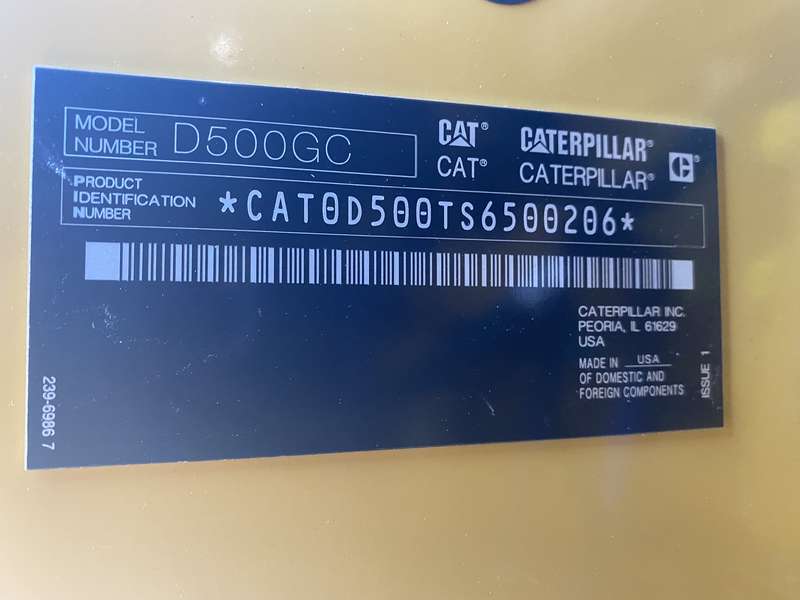 MODEL
NUMBER D500GC
CAT® CATERPILLAR®
CAT® CATERPILLAR® C®
PRODUCT
IDENTIFICATION
NUMBER
*CAT0D500TS6500206*
CATERPILLAR INC.
PEORIA, IL 61629
USA
MADE IN USA
OF DOMESTIC AND
FOREIGN COMPONENTS
ISSUE 1
239-6986 7